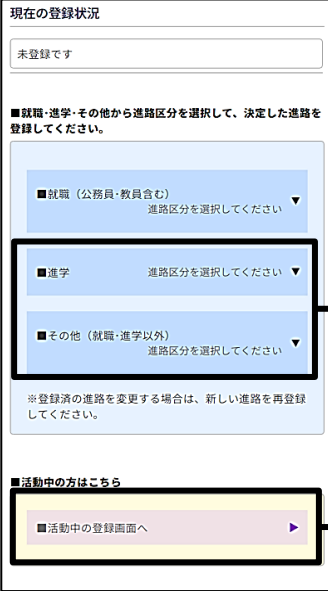 現在の登録状況
未登録です
■就職･進学･その他から進路区分を選択して、決定した進路を
登録してください。
■就職（公務員･教員含む）
進路区分を選択してください ▼
■進学 進路区分を選択してください ▼
■その他（就職･進学以外）
進路区分を選択してください ▼
※登録済の進路を変更する場合は、新しい進路を再登録
してください。
■活動中の方はこちら
■活動中の登録画面へ ▶